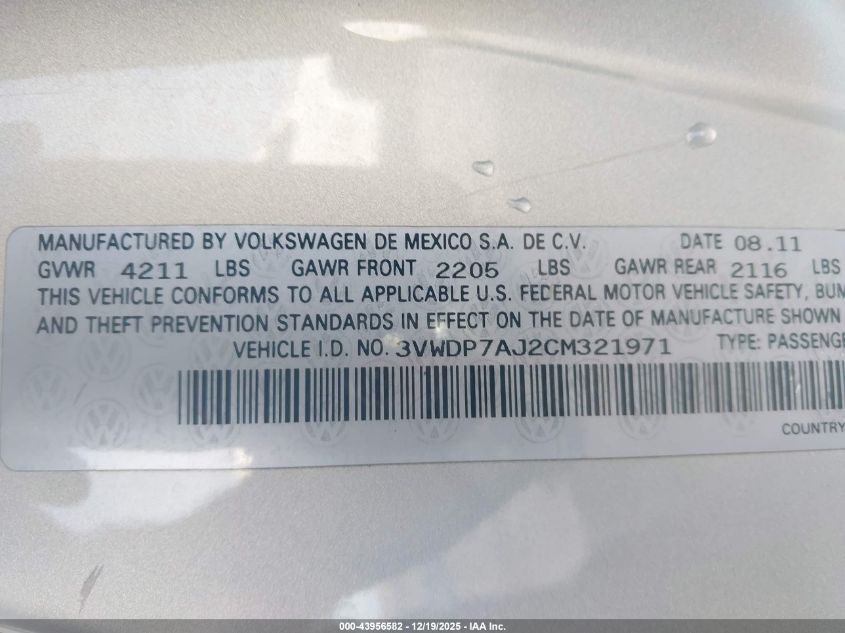 MANUFACTURED BY VOLKSWAGEN DE MEXICO S.A. DE C.V. DATE 08.11
GVWR 4211 LBS GAWR FRONT 2205 LBS GAWR REAR 2116 LBS
THIS VEHICLE CONFORMS TO ALL APPLICABLE U.S. FEDERAL MOTOR VEHICLE SAFETY, BUM
AND THEFT PREVENTION STANDARDS IN EFFECT ON THE DATE OF MANUFACTURE SHOWN
VEHICLE I.D. NO. 3VWDP7AJ2CM321971 TYPE: PASSENGE
COUNTRY
000-43956582 - 12/19/2025 - IAA Inc.